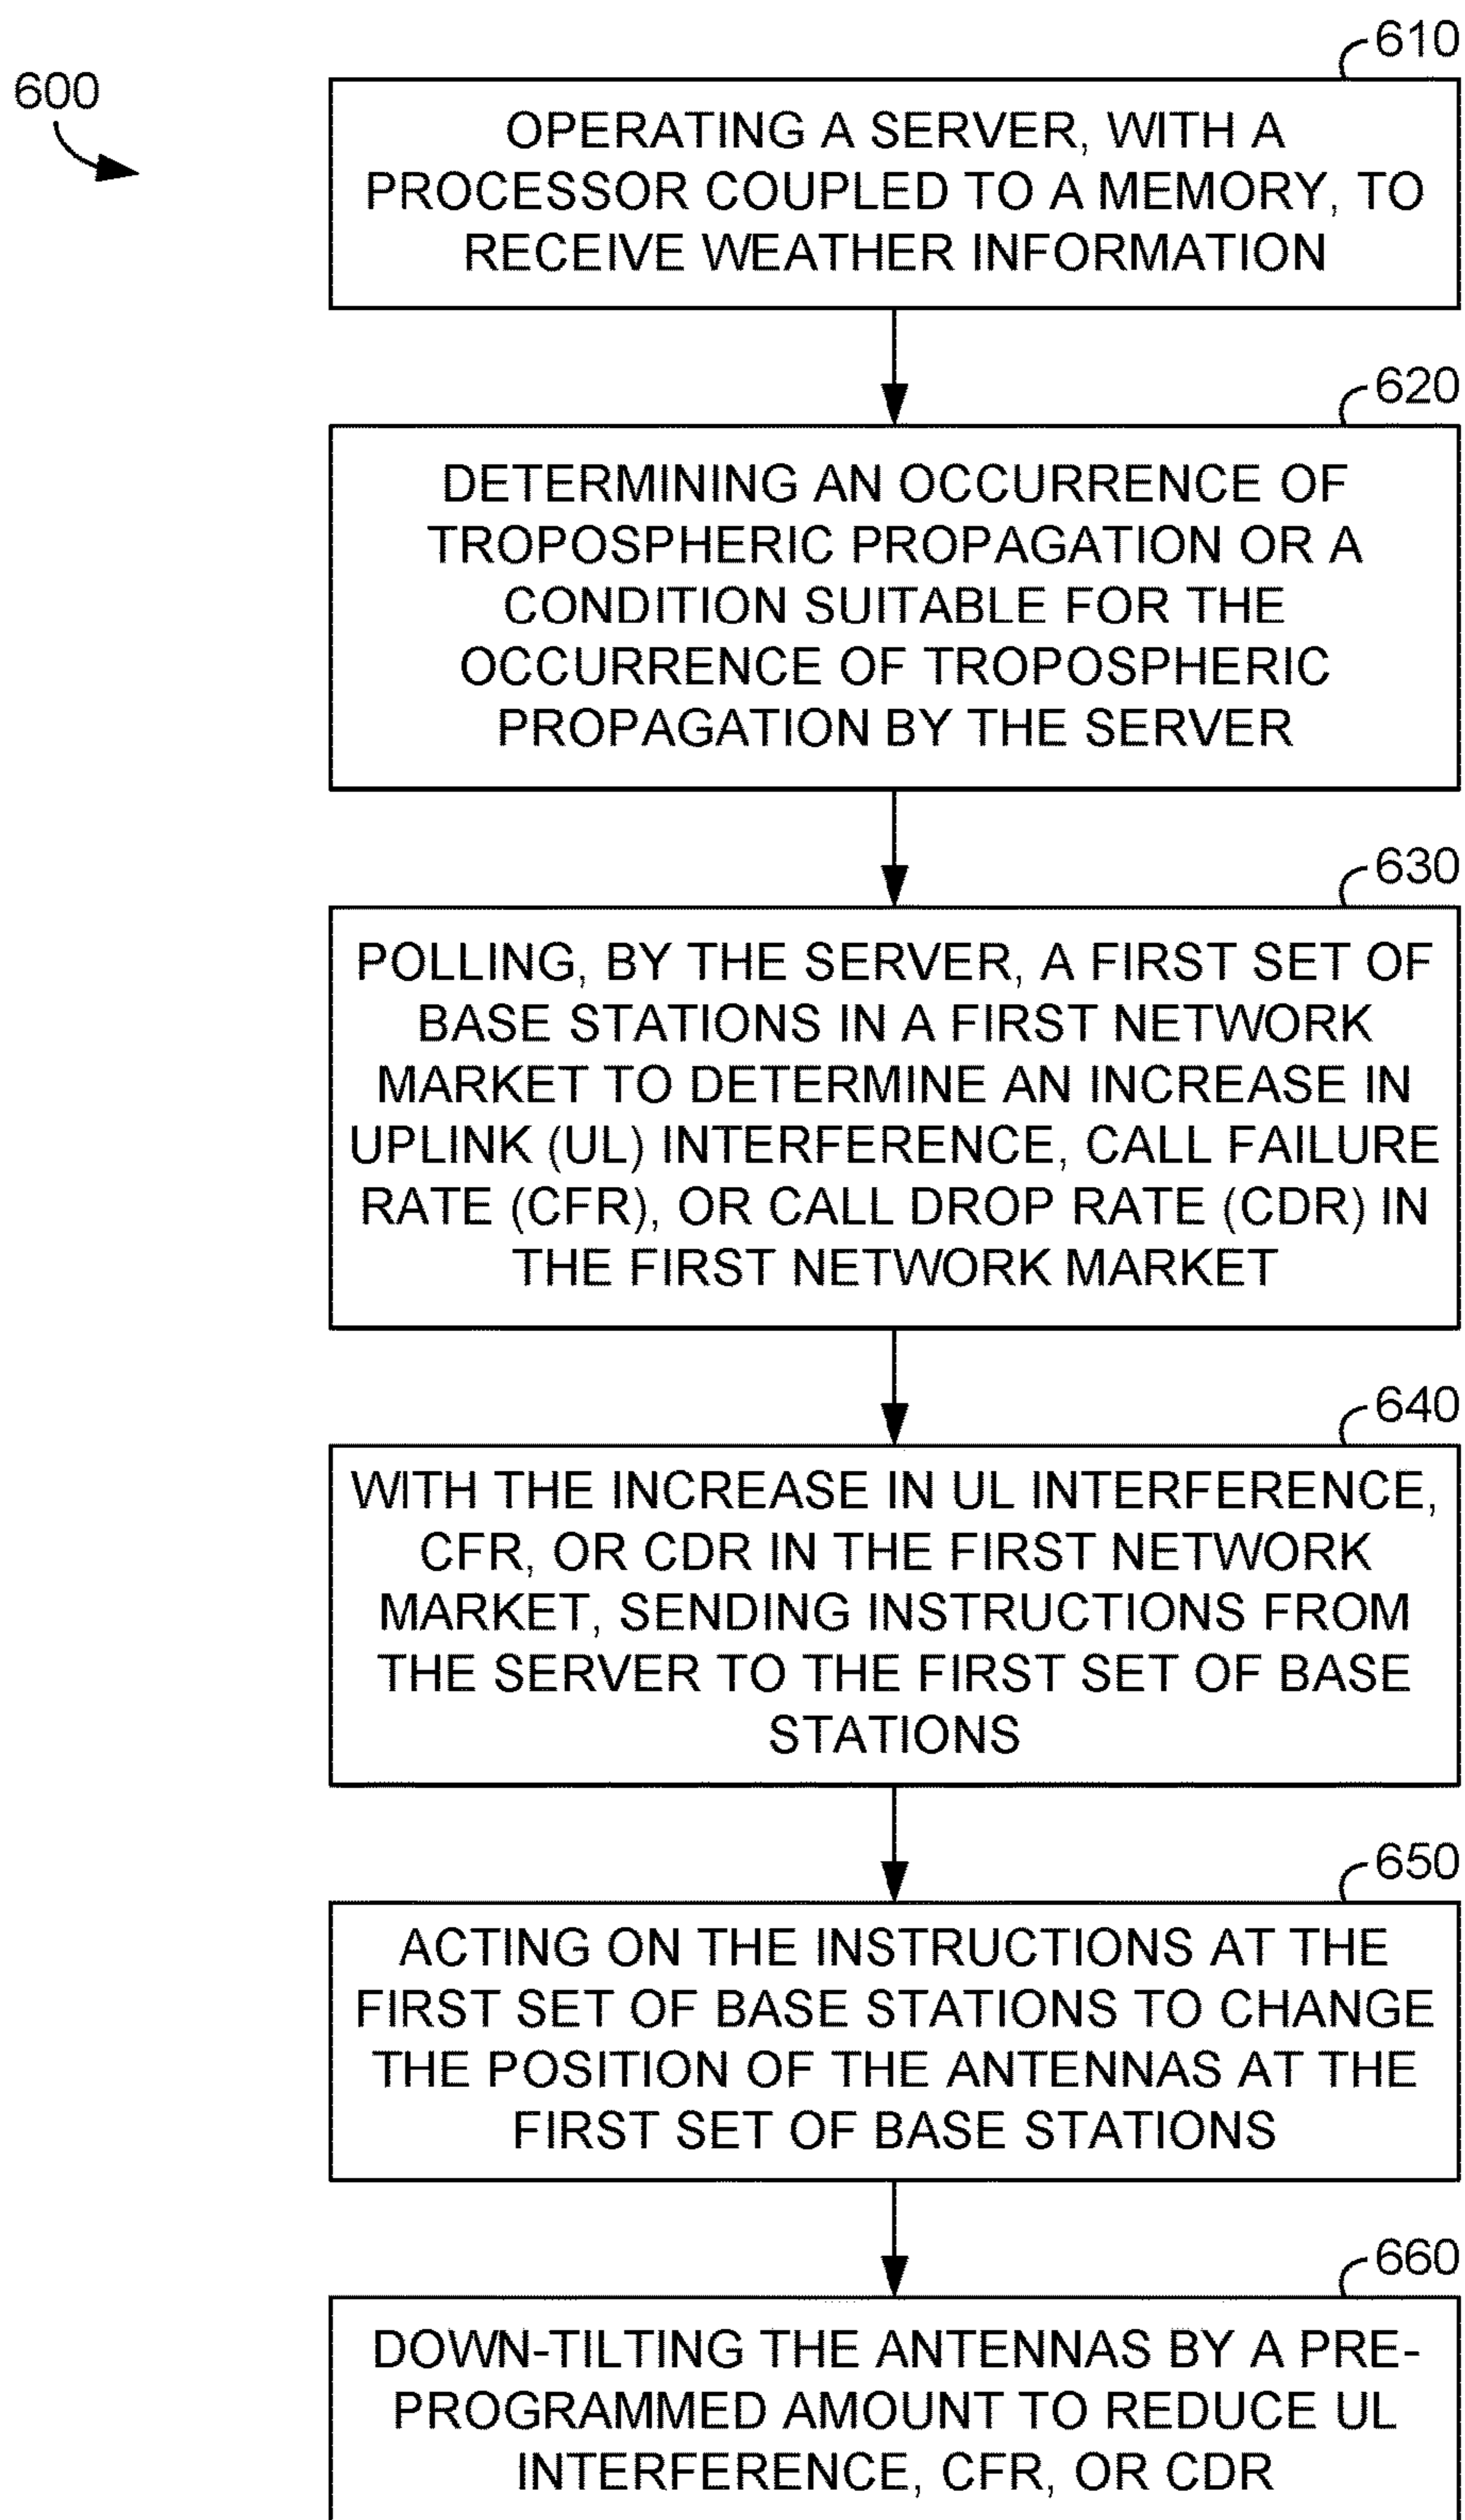 600
610
OPERATING A SERVER, WITH A
PROCESSOR COUPLED TO A MEMORY, TO
RECEIVE WEATHER INFORMATION
620
DETERMINING AN OCCURRENCE OF
TROPOSPHERIC PROPAGATION OR A
CONDITION SUITABLE FOR THE
OCCURRENCE OF TROPOSPHERIC
PROPAGATION BY THE SERVER
630
POLLING, BY THE SERVER, A FIRST SET OF
BASE STATIONS IN A FIRST NETWORK
MARKET TO DETERMINE AN INCREASE IN
UPLINK (UL) INTERFERENCE, CALL FAILURE
RATE (CFR), OR CALL DROP RATE (CDR) IN
THE FIRST NETWORK MARKET
640
WITH THE INCREASE IN UL INTERFERENCE,
CFR, OR CDR IN THE FIRST NETWORK
MARKET, SENDING INSTRUCTIONS FROM
THE SERVER TO THE FIRST SET OF BASE
STATIONS
650
ACTING ON THE INSTRUCTIONS AT THE
FIRST SET OF BASE STATIONS TO CHANGE
THE POSITION OF THE ANTENNAS AT THE
FIRST SET OF BASE STATIONS
660
DOWN-TILTING THE ANTENNAS BY A PRE-
PROGRAMMED AMOUNT TO REDUCE UL
INTERFERENCE, CFR, OR CDR